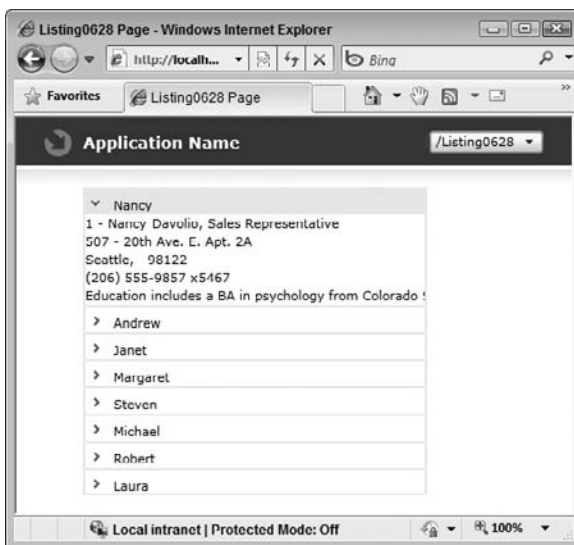 Listing0628 Page - Windows Internet Explorer
http://localh...
Bing
Favorites
Listing0628 Page
Application Name
/Listing0628
Nancy
1 - Nancy Davolio, Sales Representative
507 - 20th Ave. E. Apt. 2A
Seattle, 98122
(206) 555-9857 x5467
Education includes a BA in psychology from Colorado
Andrew
Janet
Margaret
Steven
Michael
Robert
Laura
Local intranet | Protected Mode: Off
100%